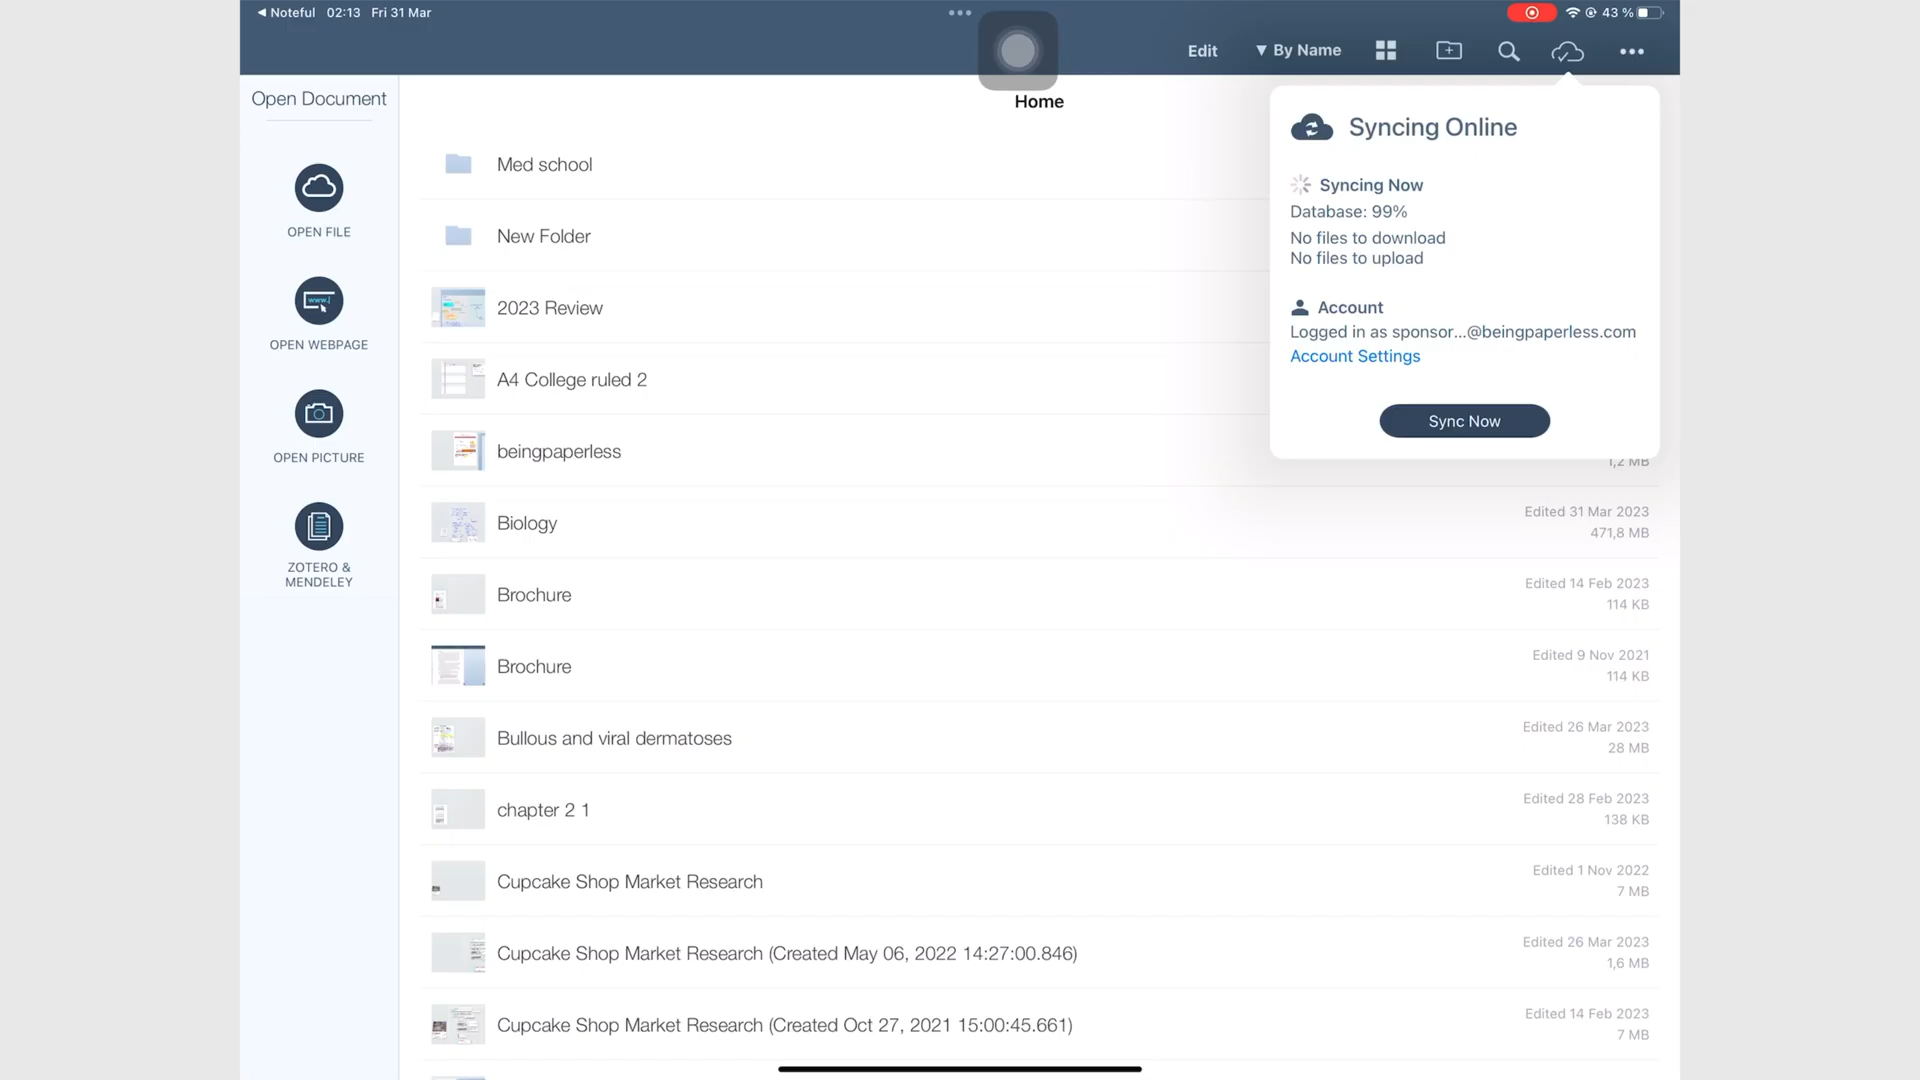 ◀ Noteful 02:13 Fri 31 Mar
43 %
Edit
▼ By Name
Open Document
Home
OPEN FILE
OPEN WEBPAGE
OPEN PICTURE
ZOTERO &
MENDELEY
Syncing Online
Syncing Now
Database: 99%
No files to download
No files to upload
Account
Logged in as sponsor...@beingpaperless.com
Account Settings
Sync Now
Med school
New Folder
2023 Review
A4 College ruled 2
beingpaperless
1,2 MB
Biology
Edited 31 Mar 2023
471,8 MB
Brochure
Edited 14 Feb 2023
114 KB
Brochure
Edited 9 Nov 2021
114 KB
Bullous and viral dermatoses
Edited 26 Mar 2023
28 MB
chapter 2 1
Edited 28 Feb 2023
138 KB
Cupcake Shop Market Research
Edited 1 Nov 2022
7 MB
Cupcake Shop Market Research (Created May 06, 2022 14:27:00.846)
Edited 26 Mar 2023
1,6 MB
Cupcake Shop Market Research (Created Oct 27, 2021 15:00:45.661)
Edited 14 Feb 2023
7 MB